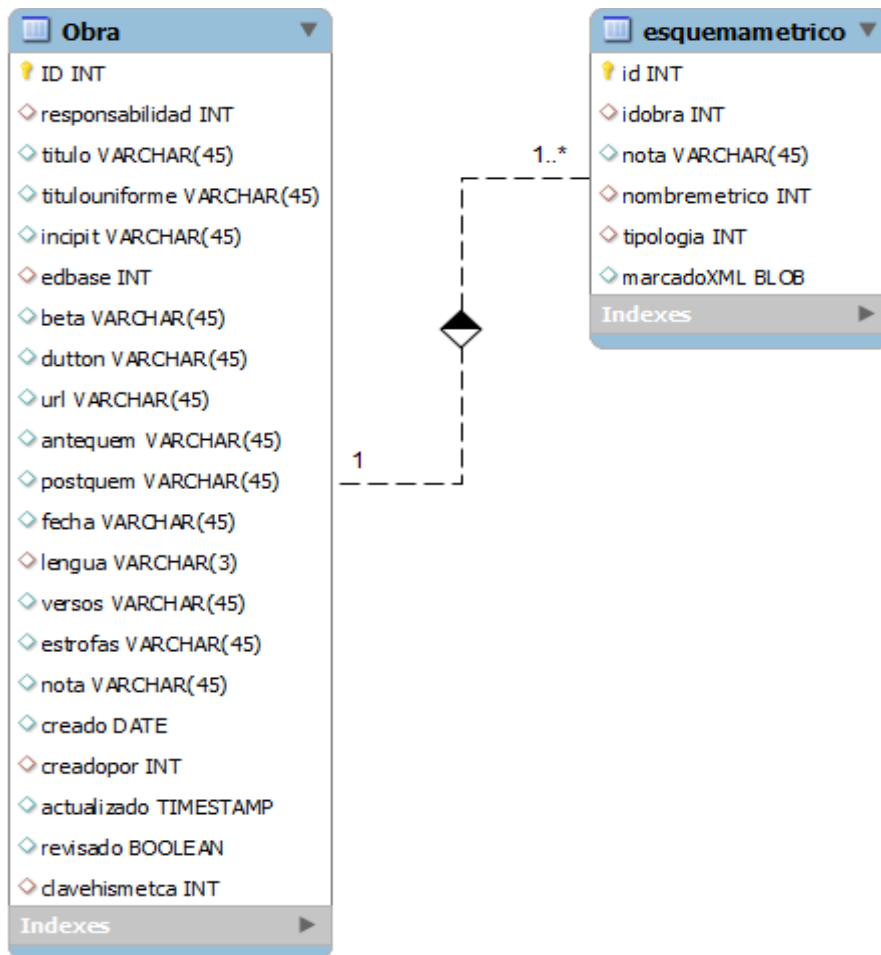 Obra
ID INT
responsabilidad INT
titulo VARCHAR(45)
titulouniforme VARCHAR(45)
incipit VARCHAR(45)
edbase INT
beta VARCHAR(45)
dutton VARCHAR(45)
url VARCHAR(45)
antequem VARCHAR(45)
postquem VARCHAR(45)
fecha VARCHAR(45)
lengua VARCHAR(3)
versos VARCHAR(45)
estrofas VARCHAR(45)
nota VARCHAR(45)
creado DATE
creadopor INT
actualizado TIMESTAMP
revisado BOOLEAN
clavehismetca INT
Indexes
1
1..*
esquemametrico
id INT
idobra INT
nota VARCHAR(45)
nombremetrico INT
tipologia INT
marcadoXML BLOB
Indexes